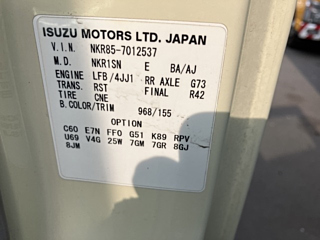 ISUZU MOTORS LTD. JAPAN
V.I.N. NKR85-7012537
M.D. NKR1SN E BA/AJ
ENGINE LFB /4JJ1 RR AXLE G73
TRANS. RST FINAL R42
TIRE CNE
B.COLOR/TRIM 968/155
OPTION
C60 E7N FF0 G51 K89 RPV
U69 V4G 25W 7GM 7GR 8GJ
8JM